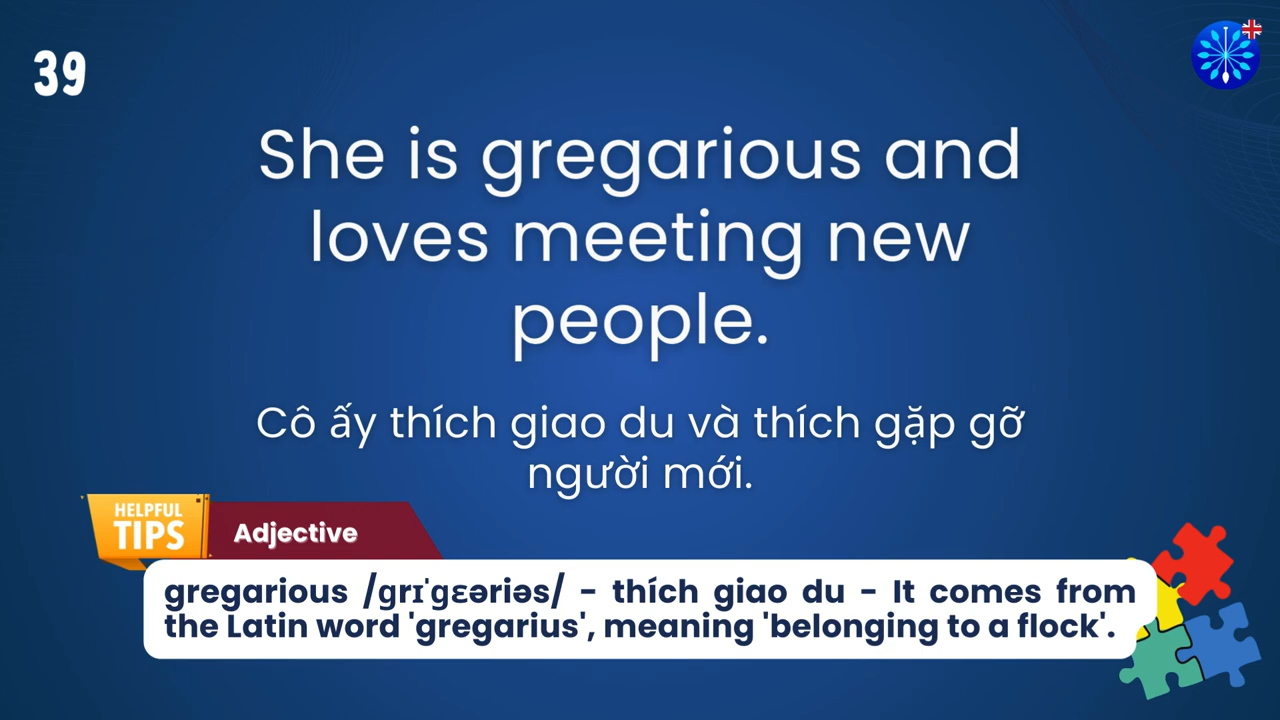 39
She is gregarious and
loves meeting new
people.
Cô ấy thích giao du và thích gặp gỡ
người mới.
HELPFUL
TIPS
Adjective
gregarious /ɡrɪˈɡɛəriəs/ - thích giao du - It comes from
the Latin word 'gregarius', meaning 'belonging to a flock'.